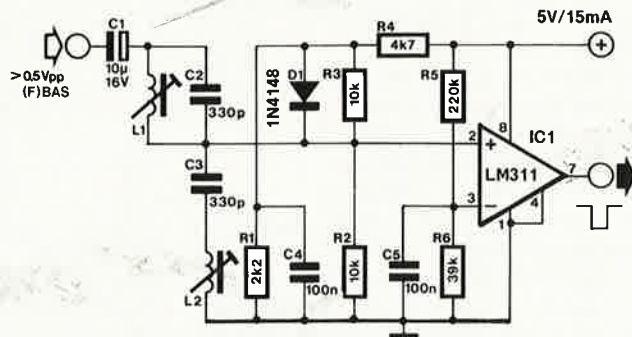 > 0,5Vpp
(F)BAS
C1
10µ
16V
L1
C2
330p
C3
330p
L2
D1
1N4148
R3
10k
R4
4k7
R5
220k
5V/15mA
+
IC1
LM311
2
+
3
−
8
7
1
4
R1
2k2
C4
100n
R2
10k
C5
100n
R6
39k